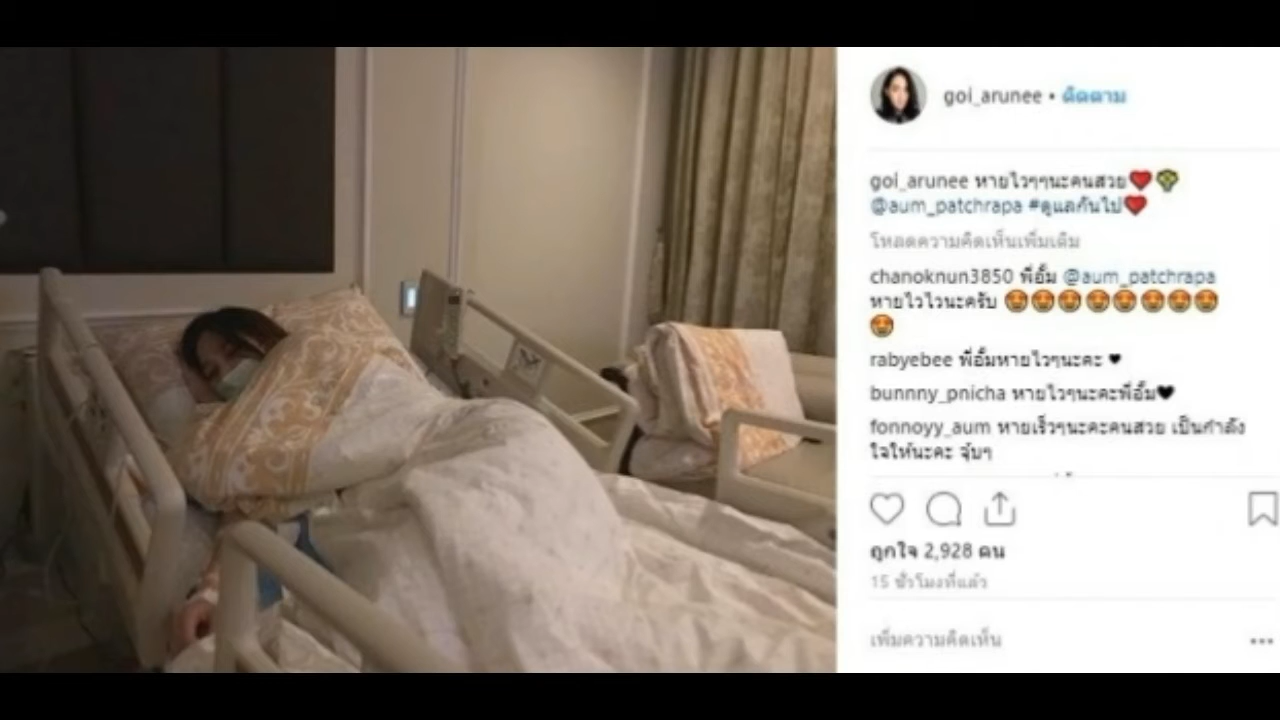 goi_arunee • ติดตาม
goi_arunee หายไวๆๆนะคนสวย❤️💐
@aum_patchrapa #ดูแลกันไป❤️
โหลดความคิดเห็นเพิ่มเติม
chanoknun3850 พี่อั้ม @aum_patchrapa
หายไวไวนะครับ 🤩🤩🤩🤩🤩🤩🤩🤩
🤩
rabyebee พี่อั้มหายไวๆนะคะ ♥
bunnny_pnicha หายไวๆนะคะพี่อั้ม🖤
fonnoyy_aum หายเร็วๆนะคะคนสวย เป็นกำลัง
ใจให้นะคะ จุ๊บๆ
ถูกใจ 2,928 คน
15 ชั่วโมงที่แล้ว
เพิ่มความคิดเห็น